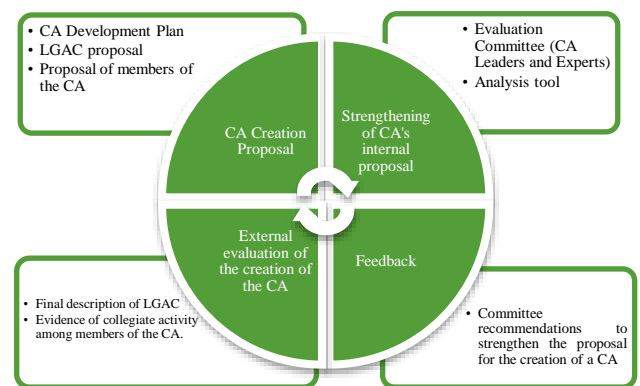 • CA Development Plan
• LGAC proposal
• Proposal of members of
the CA
• Evaluation
Committee (CA
Leaders and Experts)
• Analysis tool
CA Creation
Proposal
Strengthening
of CA's
internal
proposal
External
evaluation of
the creation of
the CA
Feedback
• Final description of LGAC
• Evidence of collegiate activity
among members of the CA.
• Committee
recommendations to
strengthen the proposal
for the creation of a CA